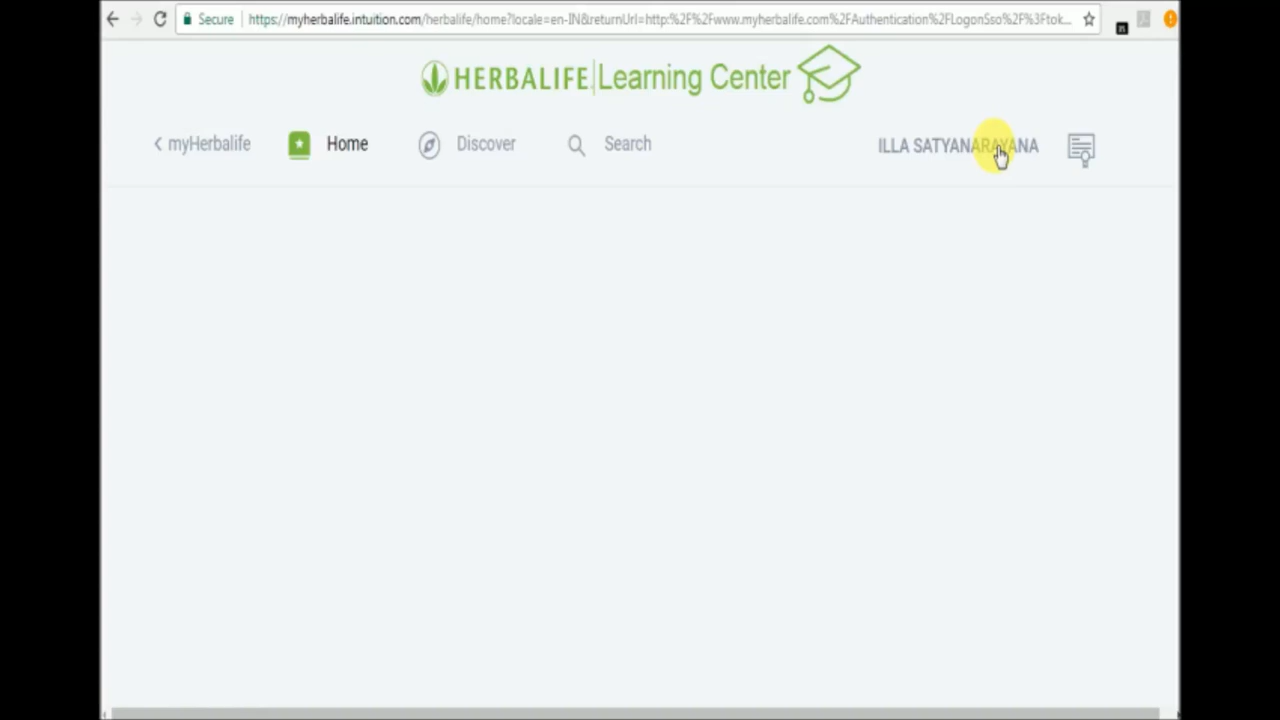 Secure https://myherbalife.intuition.com/herbalife/home?locale=en-IN&returnUrl=http:%2F%2Fwww.myherbalife.com%2FAuthentication%2FLogonSso%2F%3Ftok...
HERBALIFE Learning Center
myHerbalife Home Discover Search ILLA SATYANARAYANA